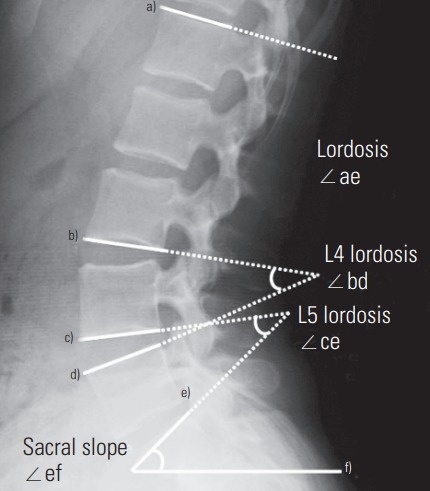 a)
Lordosis
∠ae
b)
L4 lordosis
∠bd
L5 lordosis
∠ce
c)
d)
e)
Sacral slope
∠ef
f)